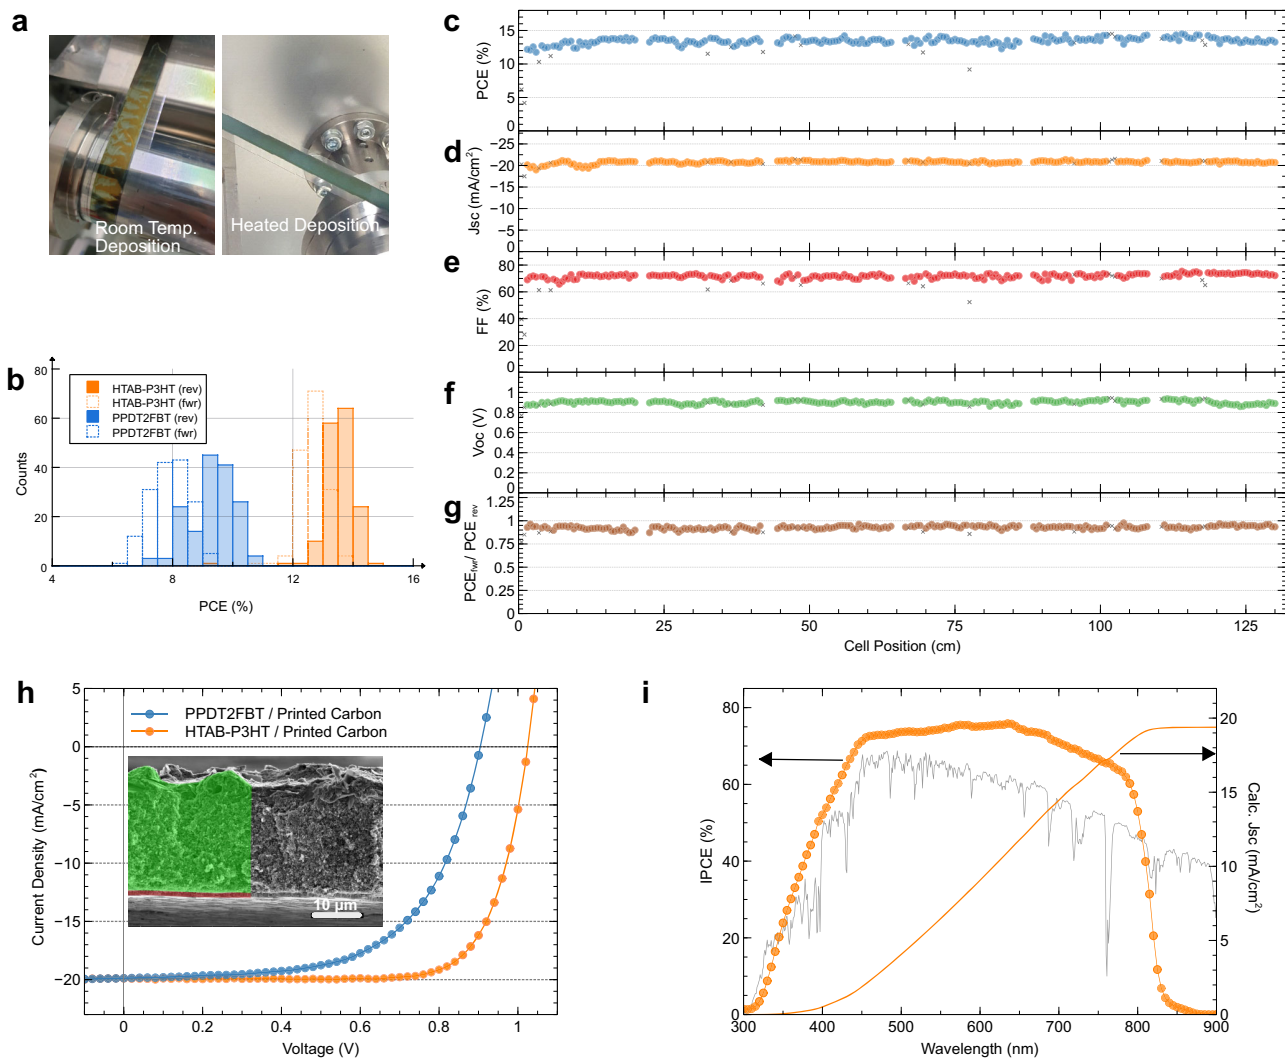 a
Room Temp.
Deposition
Heated Deposition
b
80
60
40
20
0
Counts
HTAB-P3HT (rev)
HTAB-P3HT (fwr)
PPDT2FBT (rev)
PPDT2FBT (fwr)
4
8
12
16
PCE (%)
c
PCE (%)
15
10
5
0
d
Jsc (mA/cm²)
−25
−20
−15
−10
−5
0
e
FF (%)
80
60
40
20
0
f
Voc (V)
1
0.8
0.6
0.4
0.2
0
g
PCEfwr/ PCE rev
1.25
1
0.75
0.5
0.25
0
0
25
50
75
100
125
Cell Position (cm)
h
5
0
−5
−10
−15
−20
Current Density (mA/cm²)
PPDT2FBT / Printed Carbon
HTAB-P3HT / Printed Carbon
10 µm
0
0.2
0.4
0.6
0.8
1
Voltage (V)
i
80
60
40
20
0
IPCE (%)
20
15
10
5
0
Calc. Jsc (mA/cm²)
300
400
500
600
700
800
900
Wavelength (nm)